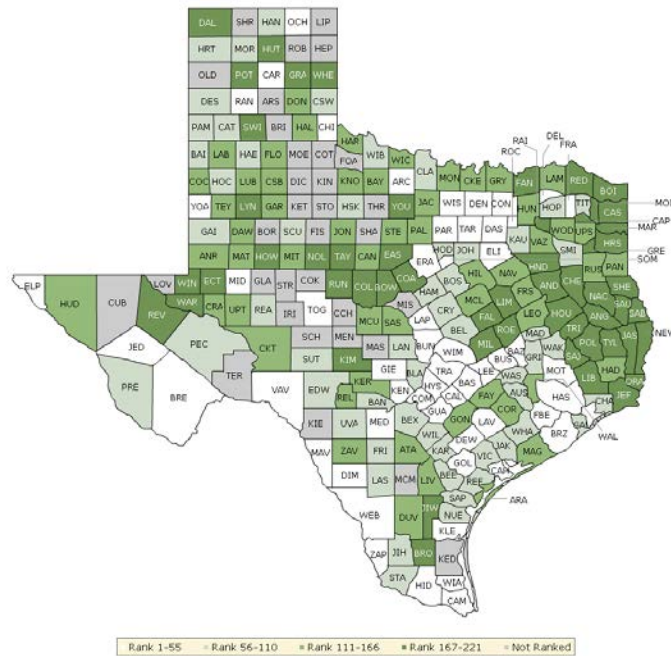 DAL SHR HAN OCH LIP
HRT MOR HUT ROB HEP
OLD POT CAR GRA WHE
DES RAN ARS DON CSW
PAM CAT SWI BRI HAL CHI
BAI LAB HAE FLO MOE COT HAR FOA WIB WIC CLA
ROC RAI DEL FRA
COC HOC LUB CSB DIC KIN KNO BAY ARC MON CKE GRY FAN LAM RED BOI
YOA TEY LYN GAR KET STO HSK THR YOU JAC WIS DEN CON HUN HOP TIT CAS MOR CAP
GAI DAW BOR SCU FIS JON SHA STE PAL PAR TAR DAS KAU VAZ WOD UPS HRS MAR GRE
ANR MAT HOW MIT NOL TAY CAN EAS ERA HOD JOH ELI HND SMI RUS PAN SOM
ELP HUD CUB LOV WIN ECT MID GLA STR COK RUN COL BOW COA BOS HIL NAV AND CHE SHE
REV WAR CRA UPT REA IRI TOG CCH MCU SAS MIS HAM MCL LIM FRS LEO HOU NAC SAU SAB NEW
JED PEC CKT SCH MEN MAS LAN LAP CRY BEL FAL ROE MAD TRI ANG POL TYL JAS
PRE BRE TER VAV SUT KIM GIE BLA BUN WIM MIL BUS BAZ GRI WAK SAJ LIB HAD ORA
EDW REL KER BAN KEN HYS TRA CAL LEE BAS WAS MOT JEF
KIE UVA MED BEX COM GUA GON FAY COR AUS HAS CHA WAL
MAV ZAV FRI ATA WIL DEW LAV WHA FBE BRZ GAL
DIM LAS MCM LIV KAR GOL VIC JAK MAG
WEB DUV JIW BEE REF CAH ARA
SAP NUE
ZAP JIH BRO KLE KED
STA HID WIA CAM
Rank 1-55 Rank 56-110 Rank 111-166 Rank 167-221 Not Ranked